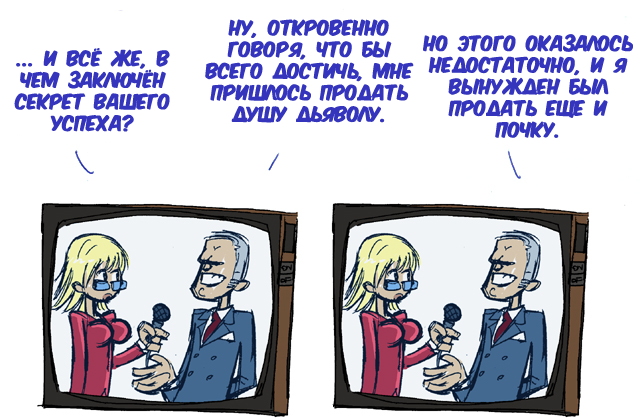 ... И ВСЁ ЖЕ, В
ЧЕМ ЗАКЛЮЧЁН
СЕКРЕТ ВАШЕГО
УСПЕХА?
НУ, ОТКРОВЕННО
ГОВОРЯ, ЧТО БЫ
ВСЕГО ДОСТИЧЬ, МНЕ
ПРИШЛОСЬ ПРОДАТЬ
ДУШУ ДЬЯВОЛУ.
НО ЭТОГО ОКАЗАЛОСЬ
НЕДОСТАТОЧНО, И Я
ВЫНУЖДЕН БЫЛ
ПРОДАТЬ ЕЩЕ И
ПОЧКУ.